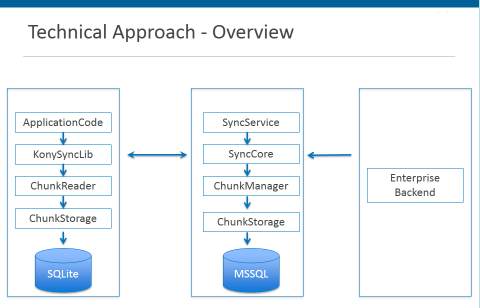 Technical Approach - Overview
ApplicationCode
KonySyncLib
ChunkReader
ChunkStorage
SQLite
SyncService
SyncCore
ChunkManager
ChunkStorage
MSSQL
Enterprise
Backend